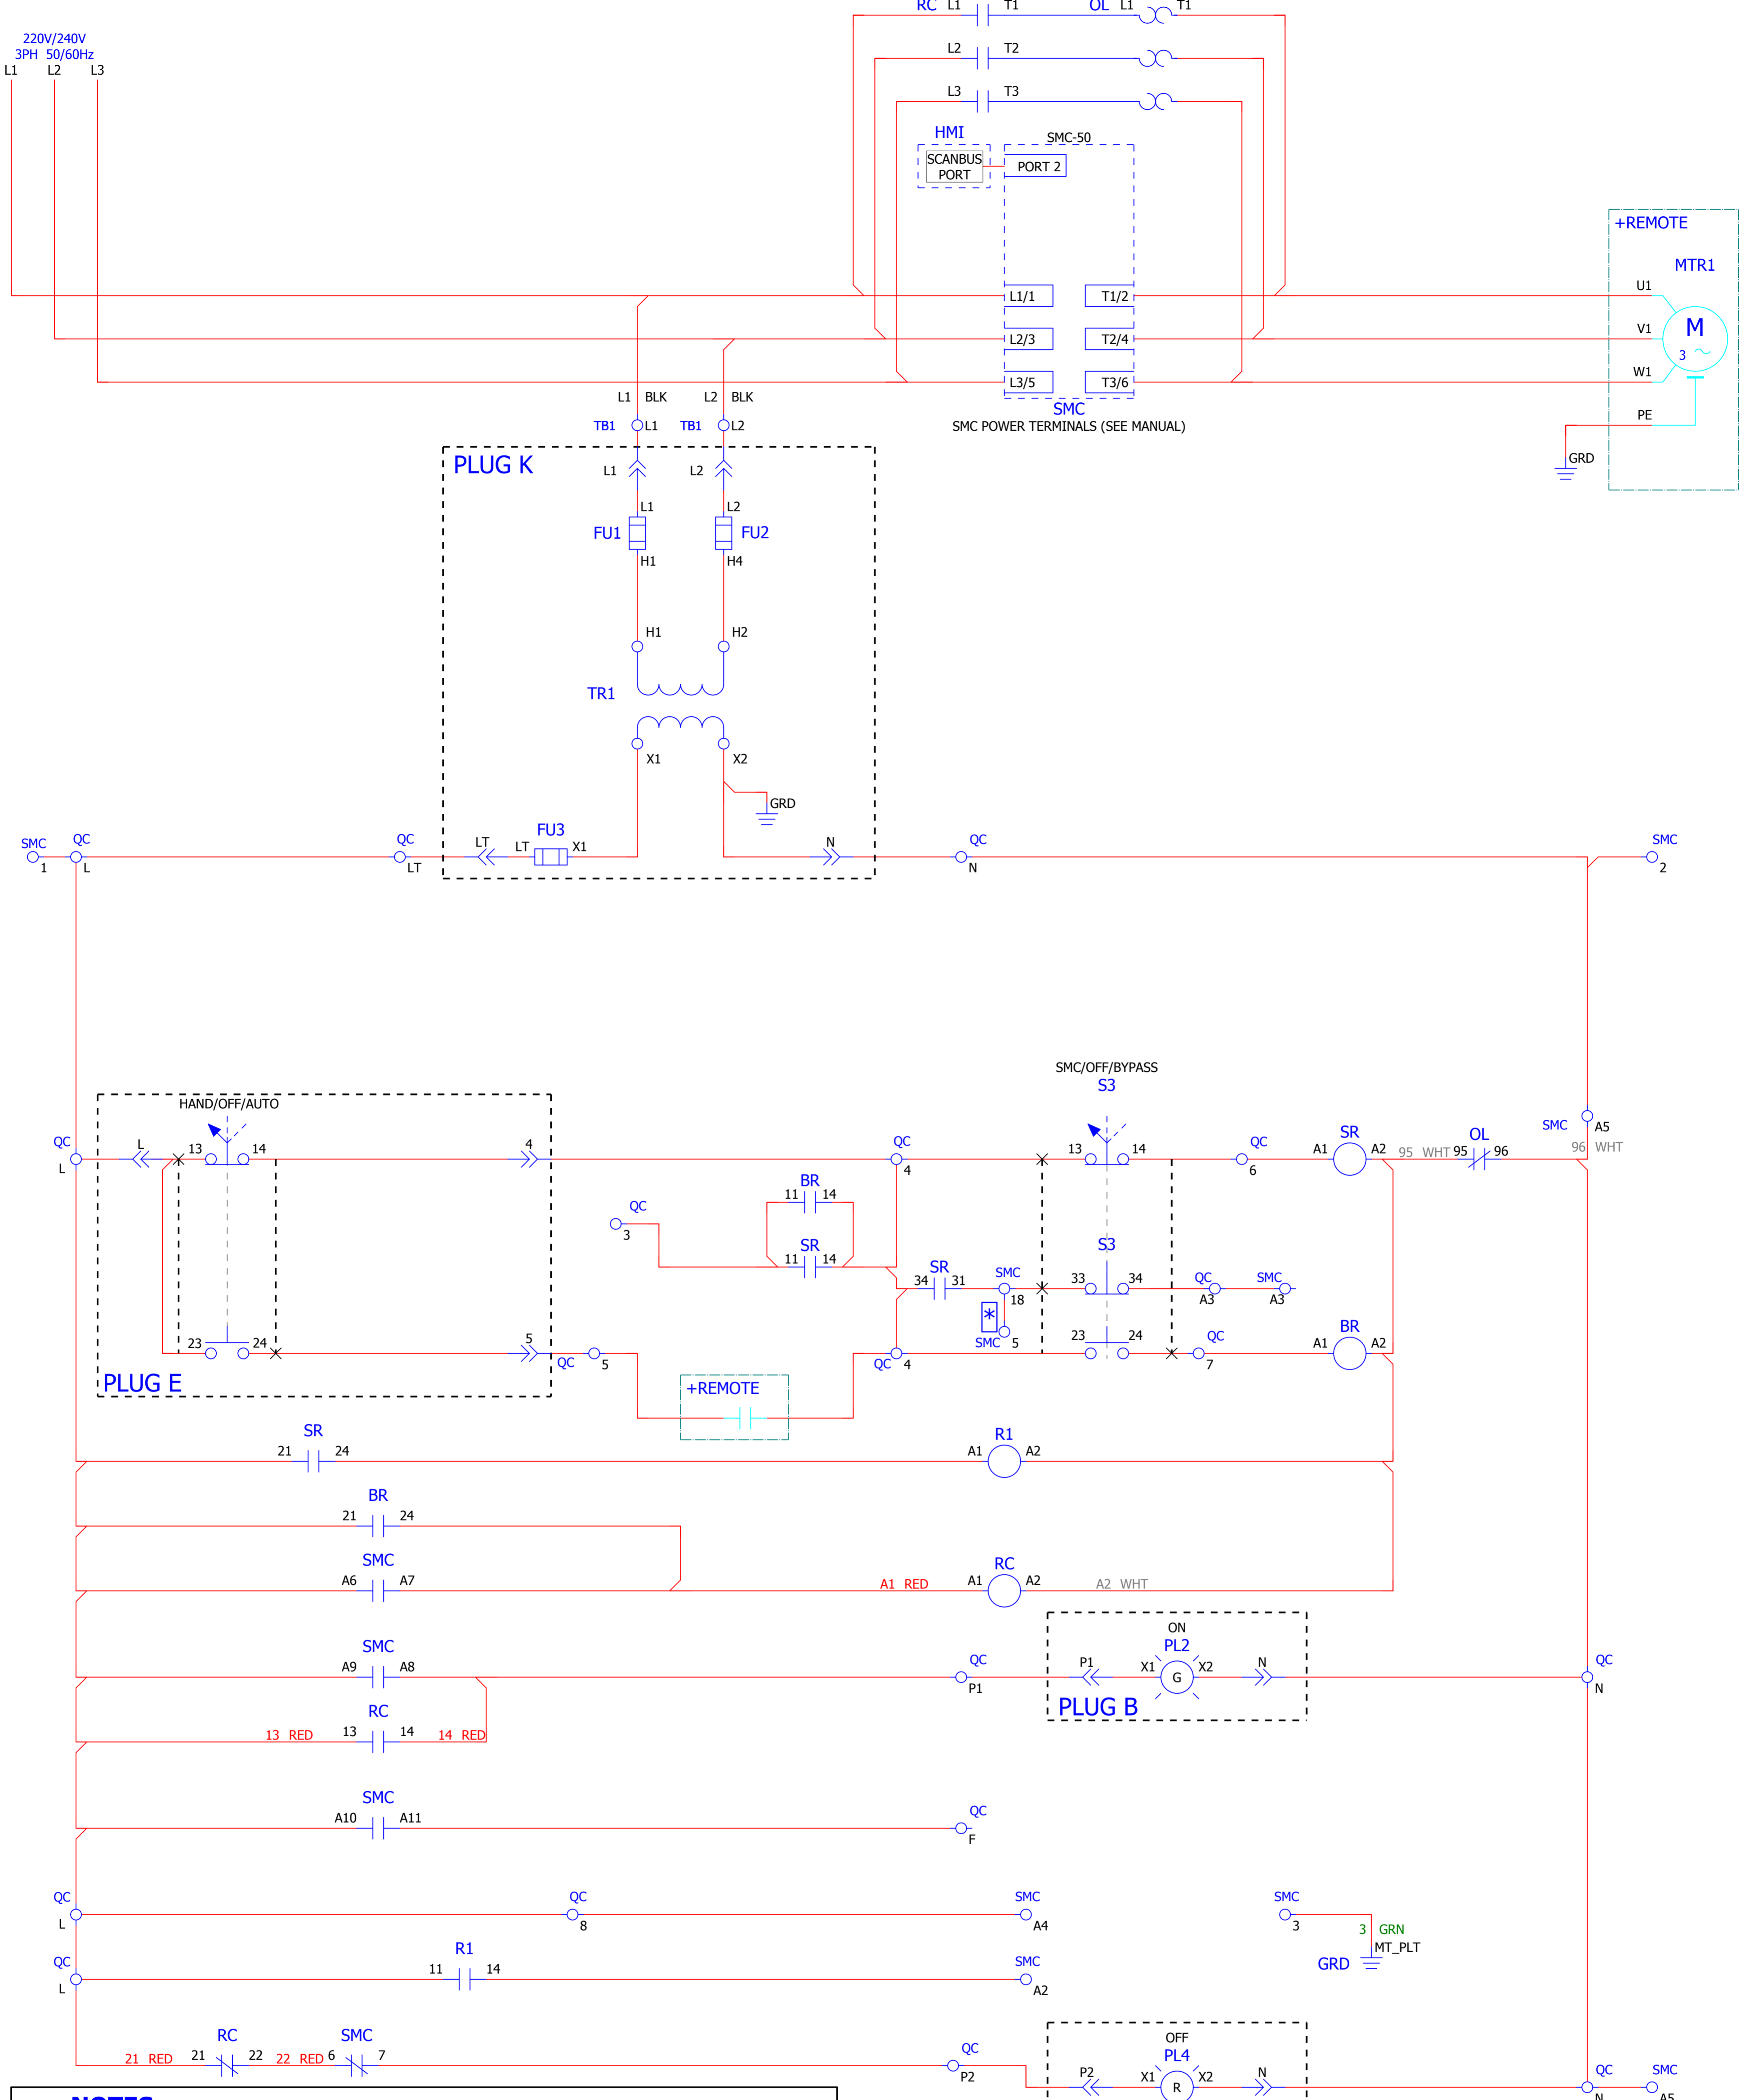 RC L1 T1 OL L1 T1
220V/240V
3PH 50/60Hz
L1 L2 L3
L2 T2
L3 T3
HMI
SMC-50
SCANBUS
PORT
PORT 2
+REMOTE
MTR1
L1/1 T1/2 U1
L2/3 T2/4 V1
M
3
L3/5 T3/6 W1
L1 BLK L2 BLK
SMC
SMC POWER TERMINALS (SEE MANUAL)
PE
GRD
TB1 L1 TB1 L2
PLUG K
L1 L2
L1 L2
FU1 FU2
H1 H4
H1 H2
TR1
X1 X2
GRD
SMC QC QC LT LT FU3 X1 N QC SMC
1 L LT N 2
SMC/OFF/BYPASS
S3
HAND/OFF/AUTO
SMC A5
QC L 13 14 4 QC 13 14 QC SR OL
L 4 6 A1 A2 95 WHT 95 96 96 WHT
BR
11 14
QC
3
SR
11 14
S3
SR
34 31 SMC 33 34 QC SMC
18 A3 A3
*
SMC 5
23 24 5 23 24 QC BR
QC 5 QC 4 7 A1 A2
PLUG E
+REMOTE
SR R1
21 24 A1 A2
BR
21 24
SMC RC
A6 A7 A1 RED A1 A2 A2 WHT
ON
SMC PL2
A9 A8 QC P1 X1 G X2 N QC
P1 N
PLUG B
RC
13 RED 13 14 14 RED
SMC
A10 A11 QC
F
QC QC SMC SMC
L 8 A4 3
3 GRN
MT_PLT
GRD
QC R1 SMC
L 11 14 A2
OFF
RC SMC PL4
21 RED 21 22 22 RED 6 7 QC P2 X1 R X2 N QC SMC
P2 N A5
NOTES